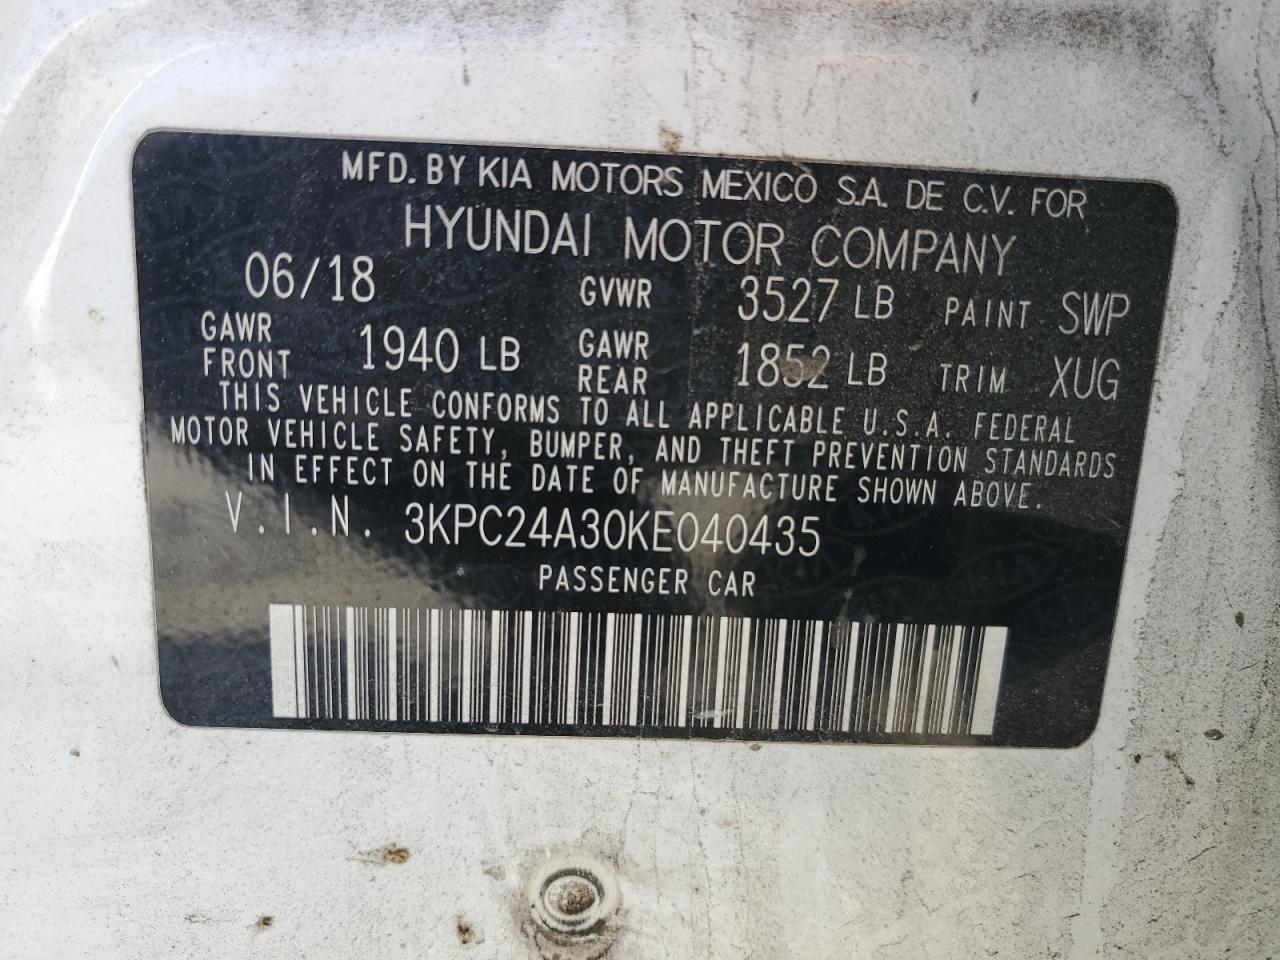 MFD. BY KIA MOTORS MEXICO S.A. DE C.V. FOR
HYUNDAI MOTOR COMPANY
06/18 GVWR 3527 LB PAINT SWP
GAWR FRONT 1940 LB GAWR REAR 1852 LB TRIM XUG
THIS VEHICLE CONFORMS TO ALL APPLICABLE U.S.A. FEDERAL
MOTOR VEHICLE SAFETY, BUMPER, AND THEFT PREVENTION STANDARDS
IN EFFECT ON THE DATE OF MANUFACTURE SHOWN ABOVE.
V.I.N. 3KPC24A30KE040435
PASSENGER CAR